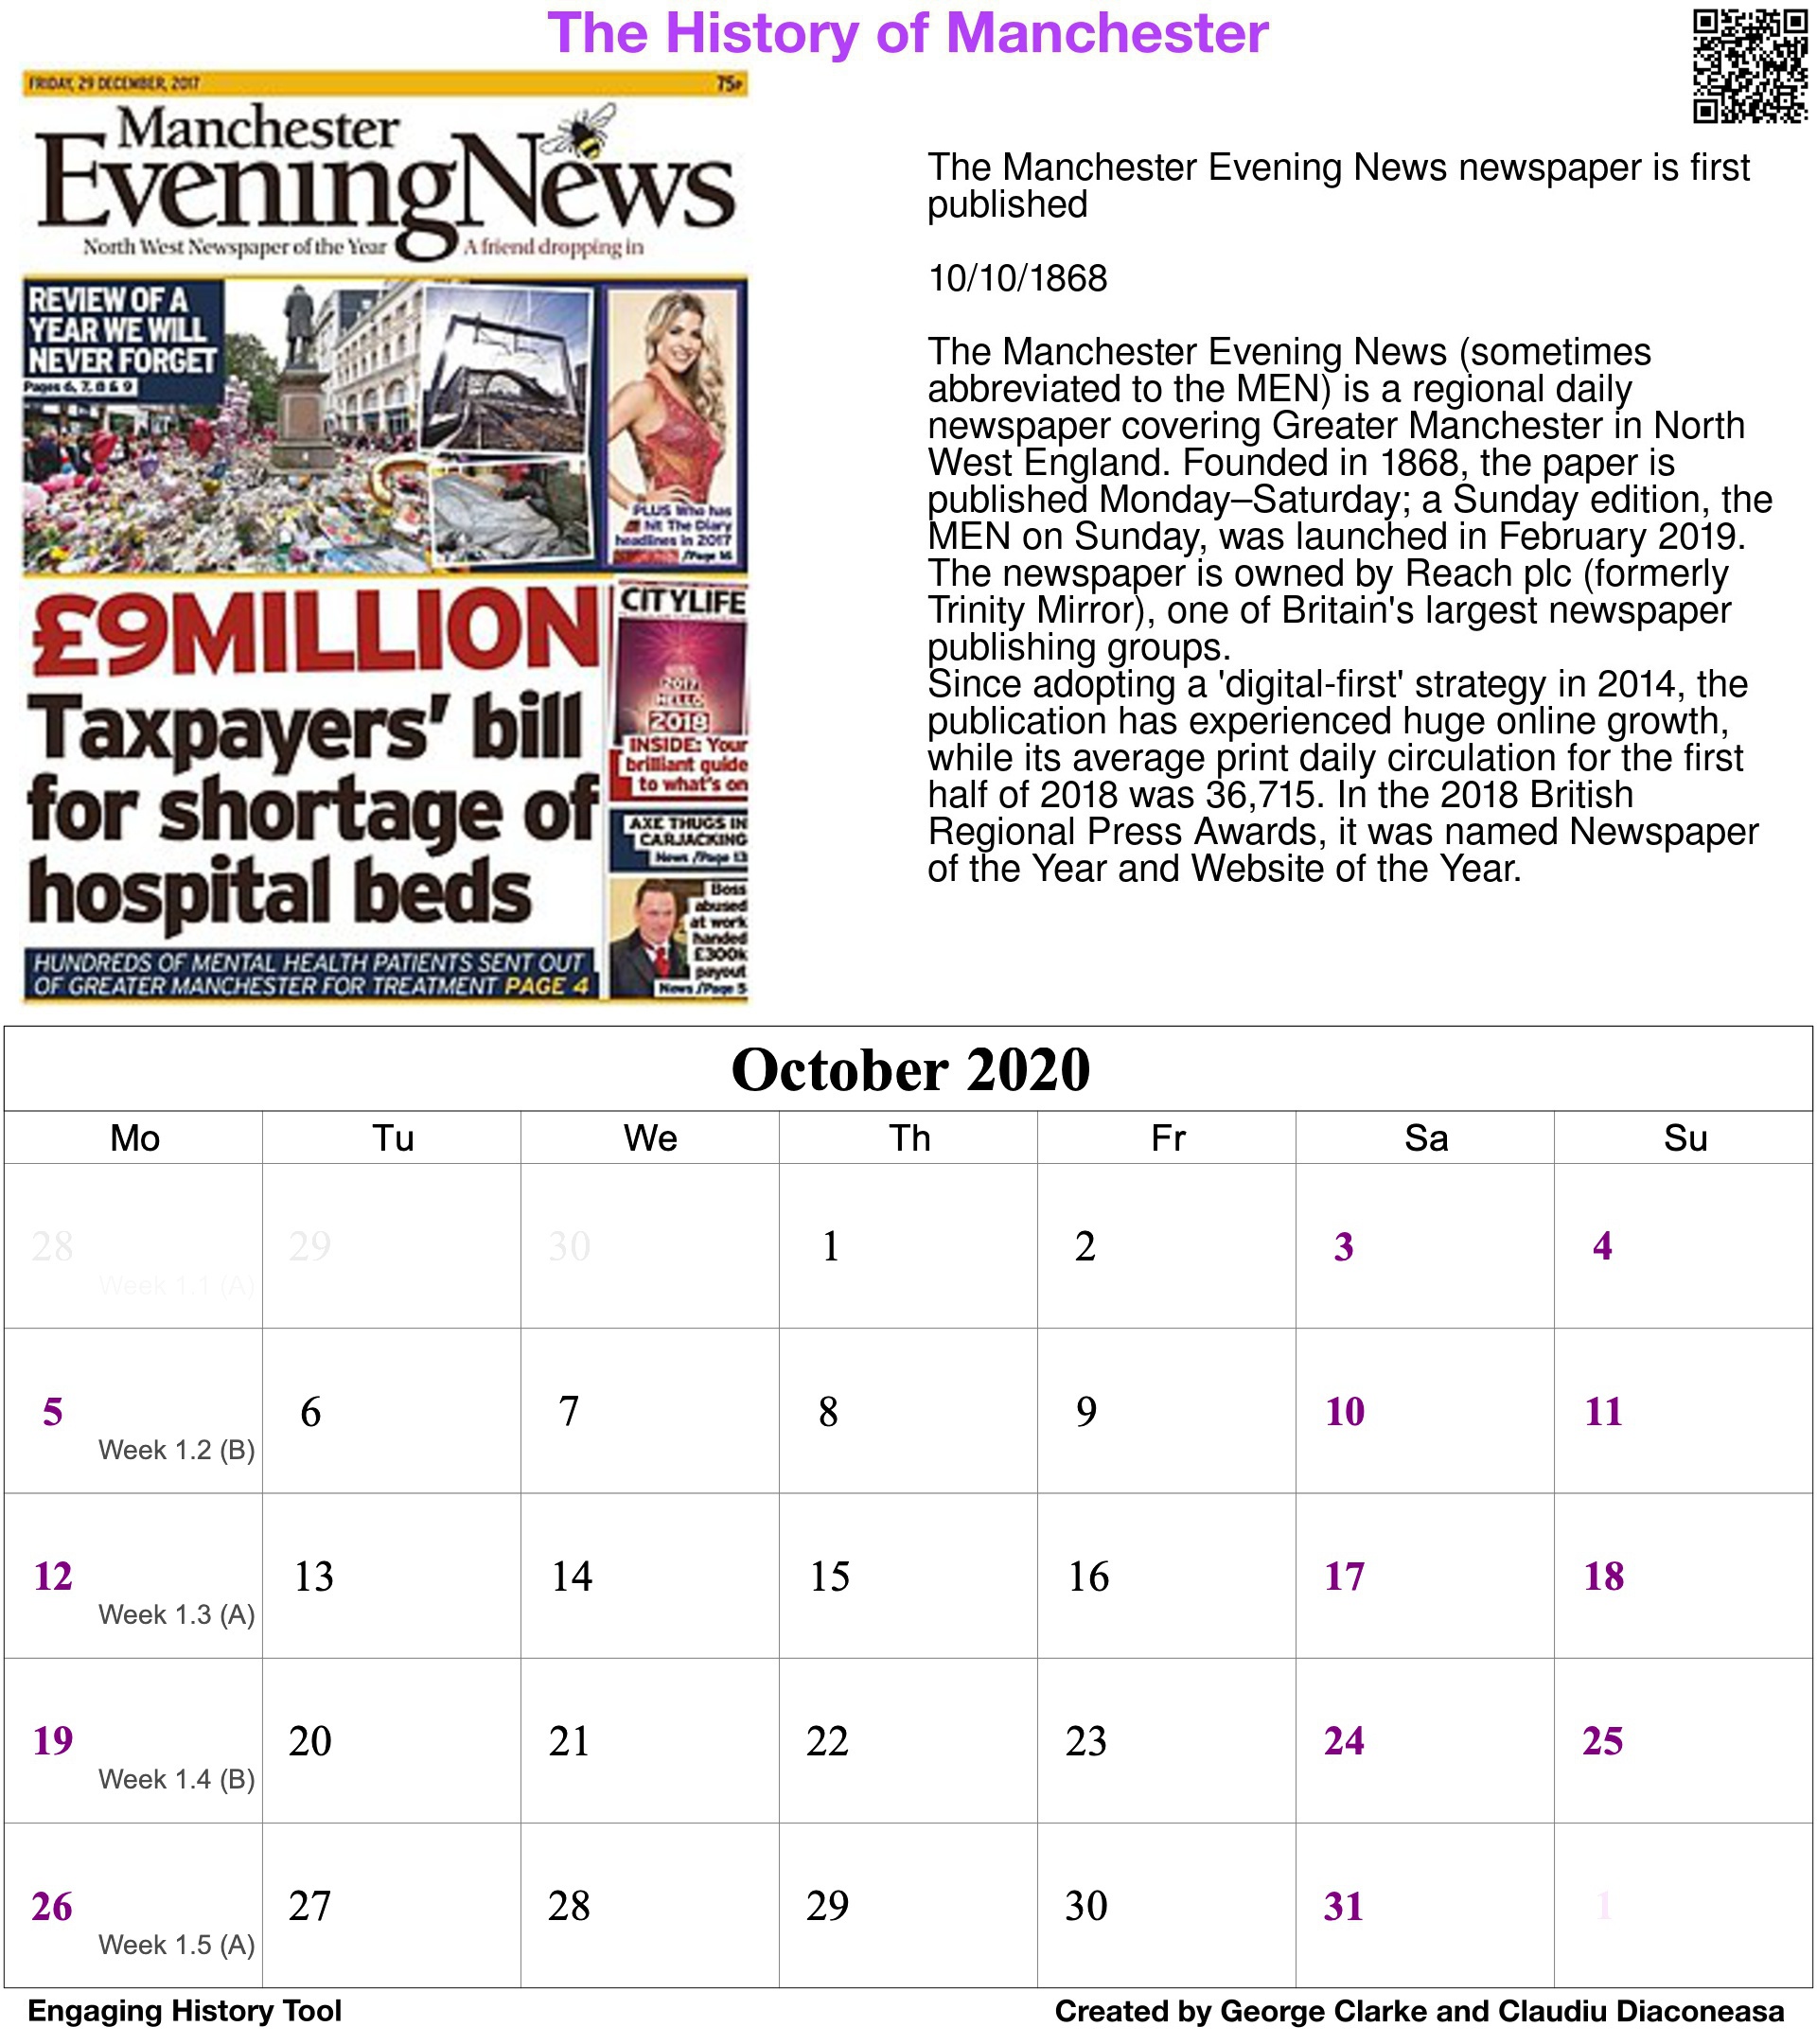 The History of Manchester
FRIDAY, 29 DECEMBER, 2017 75P
Manchester
Evening News
North West Newspaper of the Year A friend dropping in
REVIEW OF A
YEAR WE WILL
NEVER FORGET
Pages 6, 7, 8 & 9
PLUS Who has
hit The Diary
headlines in 2017
/Page 16
£9MILLION
Taxpayers' bill
for shortage of
hospital beds
HUNDREDS OF MENTAL HEALTH PATIENTS SENT OUT
OF GREATER MANCHESTER FOR TREATMENT PAGE 4
CITYLIFE
2017
HELLO
2018
INSIDE: Your
brilliant guide
to what's on
AXE THUGS IN
CARJACKING
News /Page 13
Boss
abused
at work
handed
£300k
payout
News /Page 5
The Manchester Evening News newspaper is first
published
10/10/1868
The Manchester Evening News (sometimes
abbreviated to the MEN) is a regional daily
newspaper covering Greater Manchester in North
West England. Founded in 1868, the paper is
published Monday–Saturday; a Sunday edition, the
MEN on Sunday, was launched in February 2019.
The newspaper is owned by Reach plc (formerly
Trinity Mirror), one of Britain's largest newspaper
publishing groups.
Since adopting a 'digital-first' strategy in 2014, the
publication has experienced huge online growth,
while its average print daily circulation for the first
half of 2018 was 36,715. In the 2018 British
Regional Press Awards, it was named Newspaper
of the Year and Website of the Year.
October 2020
Mo Tu We Th Fr Sa Su
28 29 30 1 2 3 4
Week 1.1 (A)
5 6 7 8 9 10 11
Week 1.2 (B)
12 13 14 15 16 17 18
Week 1.3 (A)
19 20 21 22 23 24 25
Week 1.4 (B)
26 27 28 29 30 31 1
Week 1.5 (A)
Engaging History Tool Created by George Clarke and Claudiu Diaconeasa